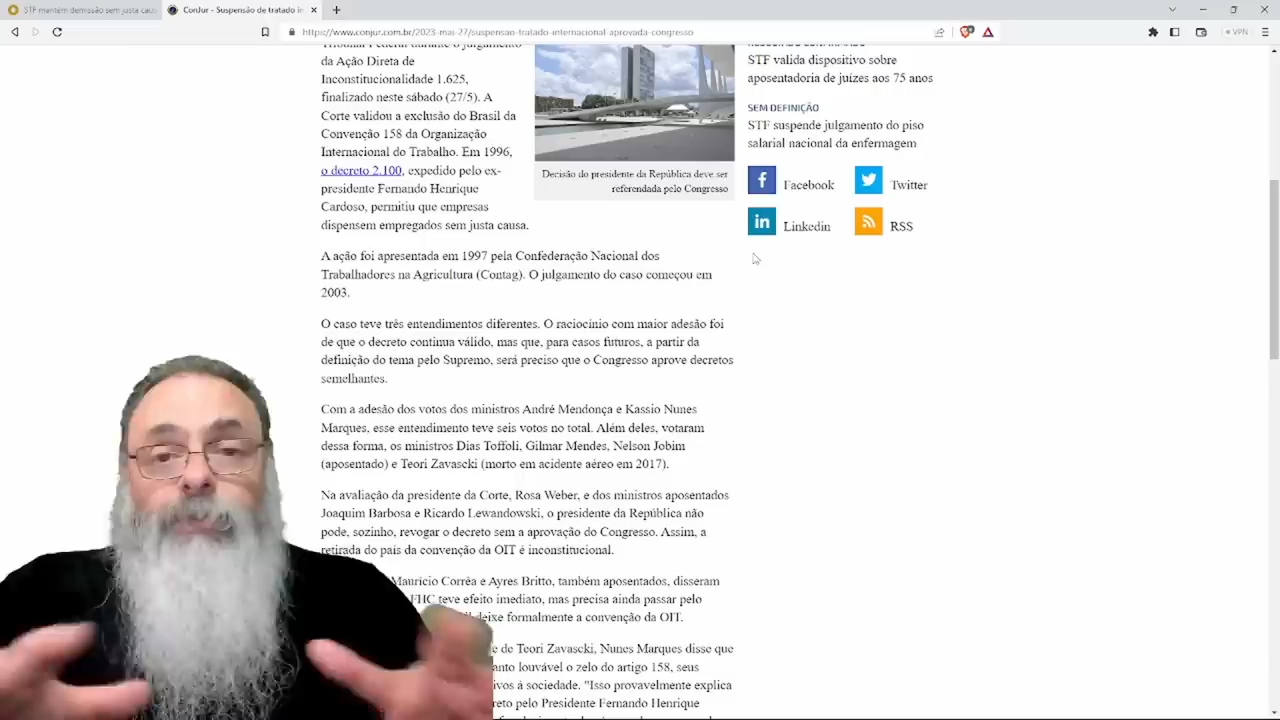 STF mantém demissão sem justa caus
ConJur - Suspensão de tratado in
https://www.conjur.com.br/2023-mai-27/suspensao-tratado-internacional-aprovada-congresso
VPN
Tribunal Federal durante o julgamento
da Ação Direta de
Inconstitucionalidade 1.625,
finalizado neste sábado (27/5). A
Corte validou a exclusão do Brasil da
Convenção 158 da Organização
Internacional do Trabalho. Em 1996,
o decreto 2.100, expedido pelo ex-
presidente Fernando Henrique
Cardoso, permitiu que empresas
dispensem empregados sem justa causa.
Decisão do presidente da República deve ser
referendada pelo Congresso
A ação foi apresentada em 1997 pela Confederação Nacional dos
Trabalhadores na Agricultura (Contag). O julgamento do caso começou em
2003.
O caso teve três entendimentos diferentes. O raciocínio com maior adesão foi
de que o decreto continua válido, mas que, para casos futuros, a partir da
definição do tema pelo Supremo, será preciso que o Congresso aprove decretos
semelhantes.
Com a adesão dos votos dos ministros André Mendonça e Kassio Nunes
Marques, esse entendimento teve seis votos no total. Além deles, votaram
dessa forma, os ministros Dias Toffoli, Gilmar Mendes, Nelson Jobim
(aposentado) e Teori Zavascki (morto em acidente aéreo em 2017).
Na avaliação da presidente da Corte, Rosa Weber, e dos ministros aposentados
Joaquim Barbosa e Ricardo Lewandowski, o presidente da República não
pode, sozinho, revogar o decreto sem a aprovação do Congresso. Assim, a
retirada do país da convenção da OIT é inconstitucional.
Maurício Corrêa e Ayres Britto, também aposentados, disseram
FHC teve efeito imediato, mas precisa ainda passar pelo
deixe formalmente a convenção da OIT.
e de Teori Zavascki, Nunes Marques disse que
anto louvável o zelo do artigo 158, seus
ivos à sociedade. "Isso provavelmente explica
reto pelo Presidente Fernando Henrique
STF valida dispositivo sobre
aposentadoria de juízes aos 75 anos
SEM DEFINIÇÃO
STF suspende julgamento do piso
salarial nacional da enfermagem
Facebook
Twitter
Linkedin
RSS